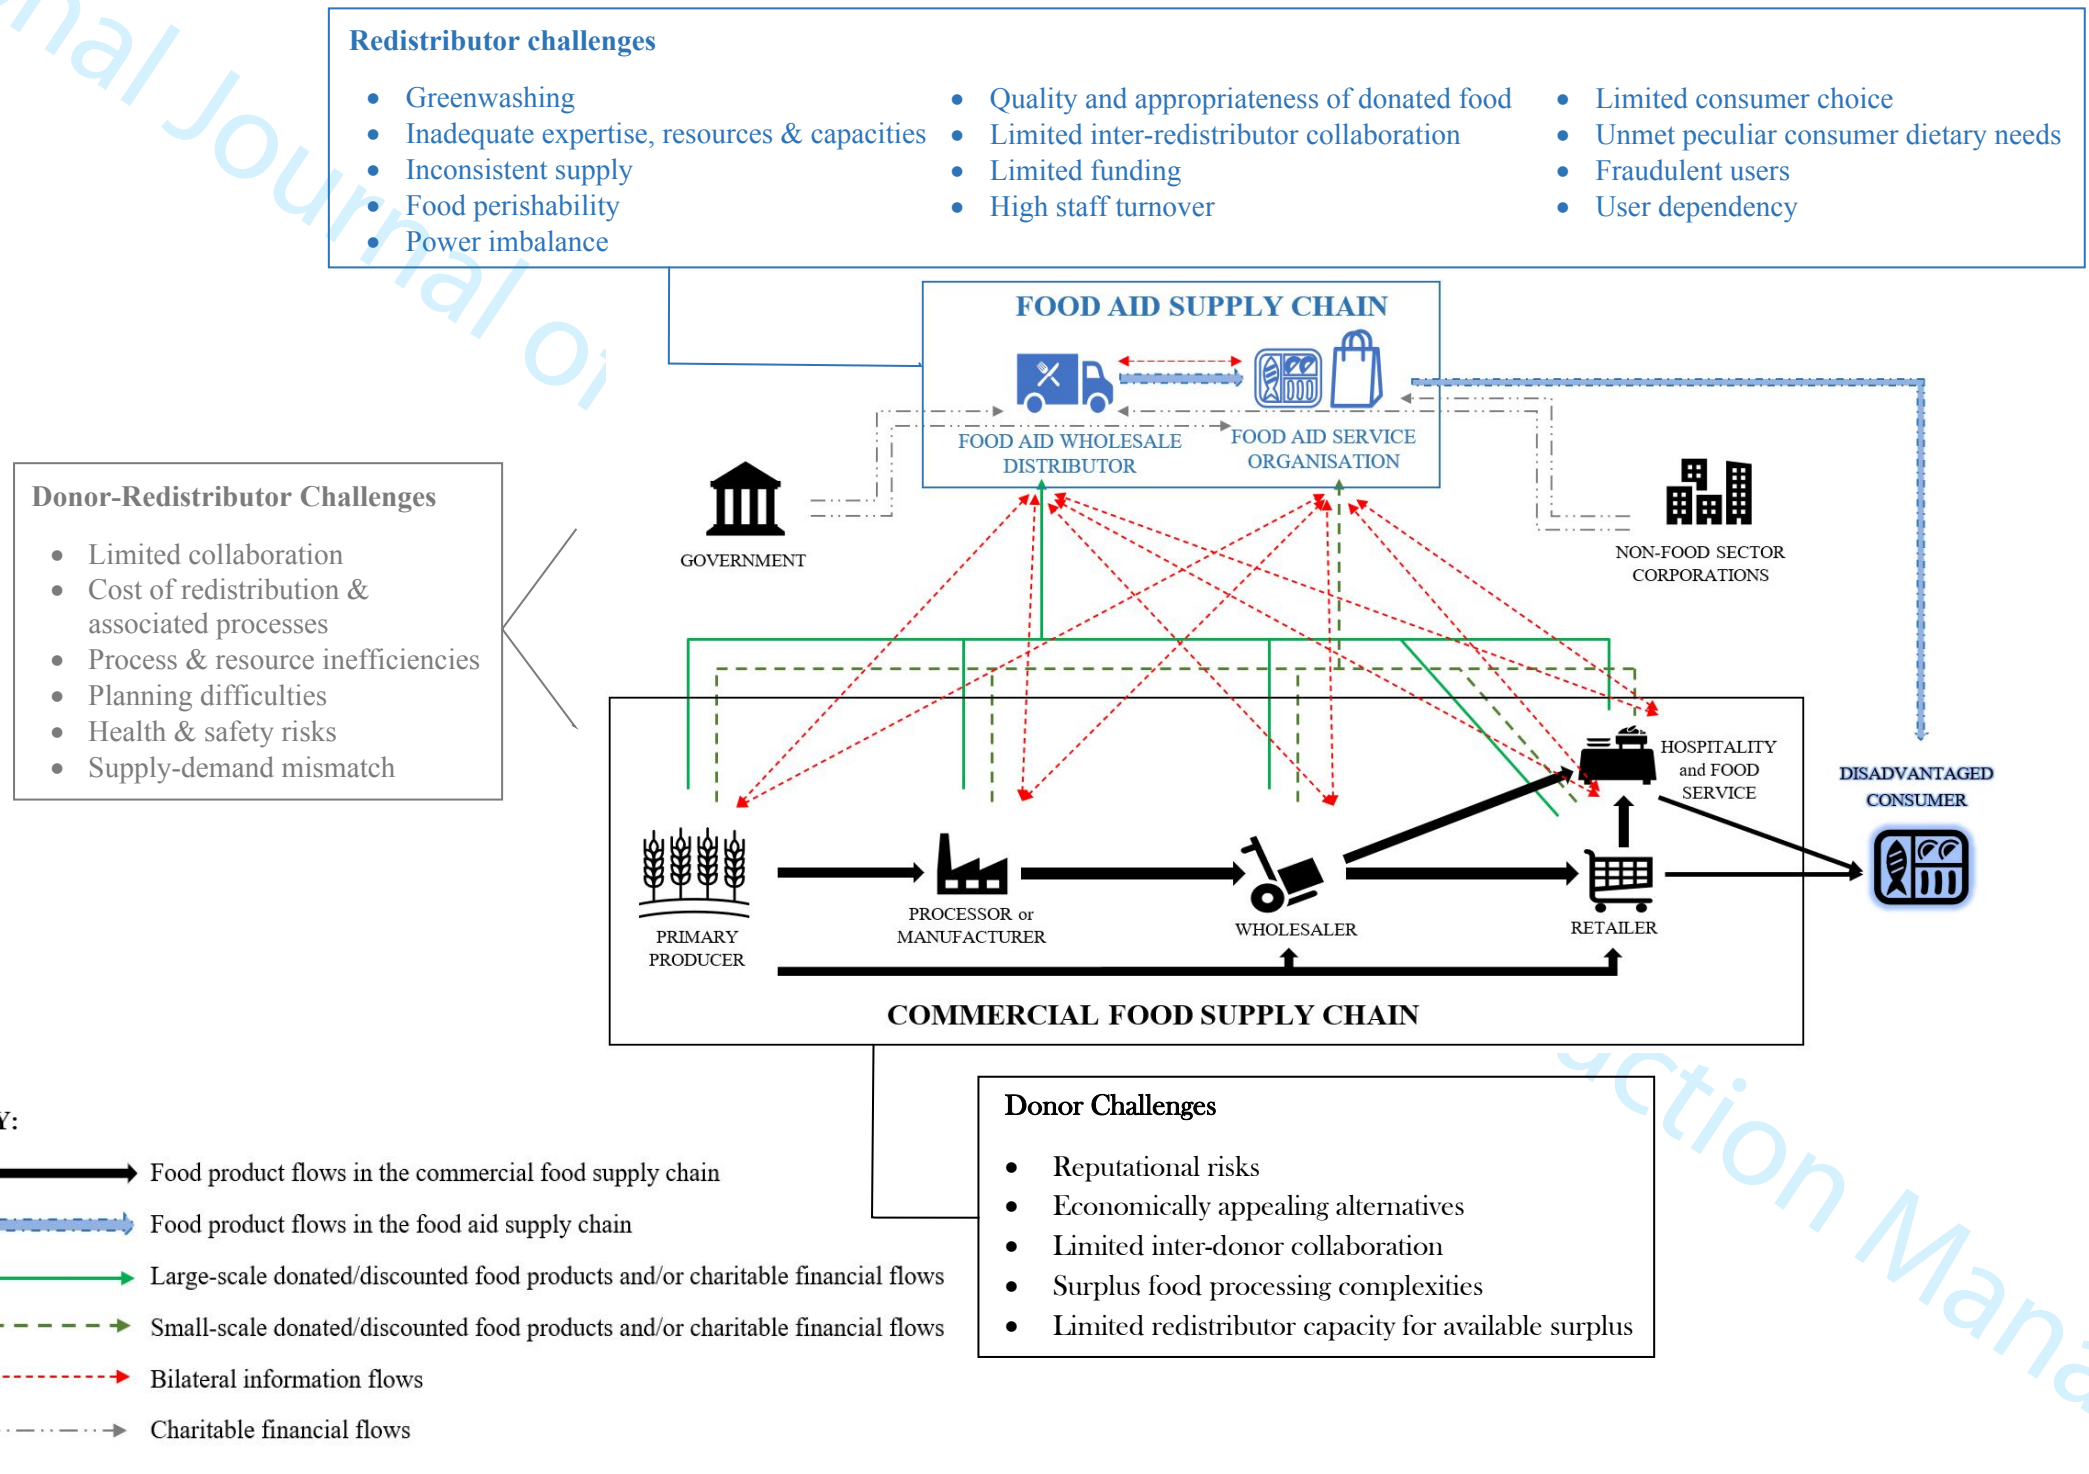 Redistributor challenges
• Greenwashing
• Inadequate expertise, resources & capacities
• Inconsistent supply
• Food perishability
• Power imbalance
• Quality and appropriateness of donated food
• Limited inter-redistributor collaboration
• Limited funding
• High staff turnover
• Limited consumer choice
• Unmet peculiar consumer dietary needs
• Fraudulent users
• User dependency
nal Journal of
FOOD AID SUPPLY CHAIN
FOOD AID WHOLESALE
DISTRIBUTOR
FOOD AID SERVICE
ORGANISATION
Donor-Redistributor Challenges
• Limited collaboration
• Cost of redistribution &
associated processes
• Process & resource inefficiencies
• Planning difficulties
• Health & safety risks
• Supply-demand mismatch
GOVERNMENT
NON-FOOD SECTOR
CORPORATIONS
HOSPITALITY
and FOOD
SERVICE
DISADVANTAGED
CONSUMER
PRIMARY
PRODUCER
PROCESSOR or
MANUFACTURER
WHOLESALER
RETAILER
COMMERCIAL FOOD SUPPLY CHAIN
Donor Challenges
• Reputational risks
• Economically appealing alternatives
• Limited inter-donor collaboration
• Surplus food processing complexities
• Limited redistributor capacity for available surplus
Y:
Food product flows in the commercial food supply chain
Food product flows in the food aid supply chain
Large-scale donated/discounted food products and/or charitable financial flows
Small-scale donated/discounted food products and/or charitable financial flows
Bilateral information flows
Charitable financial flows
uction Mana